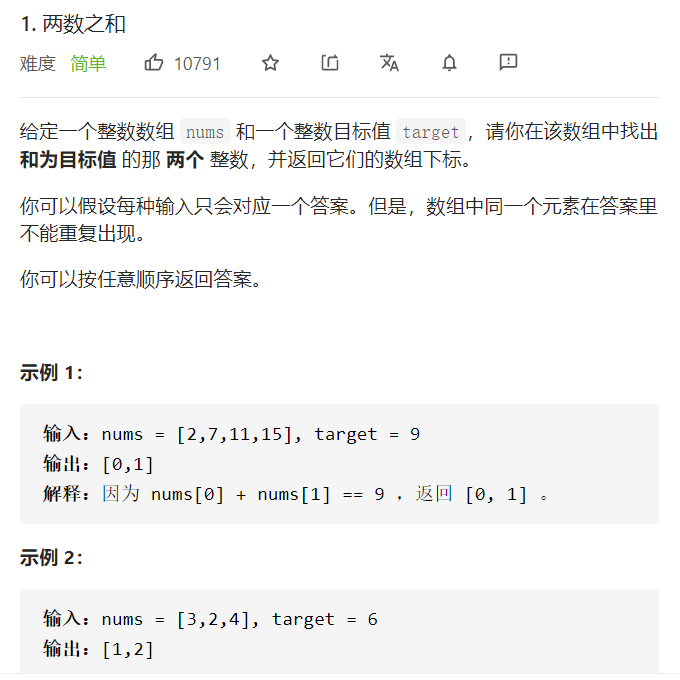 1. 两数之和
难度 简单 10791
给定一个整数数组 nums 和一个整数目标值 target，请你在该数组中找出
和为目标值 的那 两个 整数，并返回它们的数组下标。
你可以假设每种输入只会对应一个答案。但是，数组中同一个元素在答案里
不能重复出现。
你可以按任意顺序返回答案。
示例 1：
输入：nums = [2,7,11,15], target = 9
输出：[0,1]
解释：因为 nums[0] + nums[1] == 9 ，返回 [0, 1] 。
示例 2：
输入：nums = [3,2,4], target = 6
输出：[1,2]